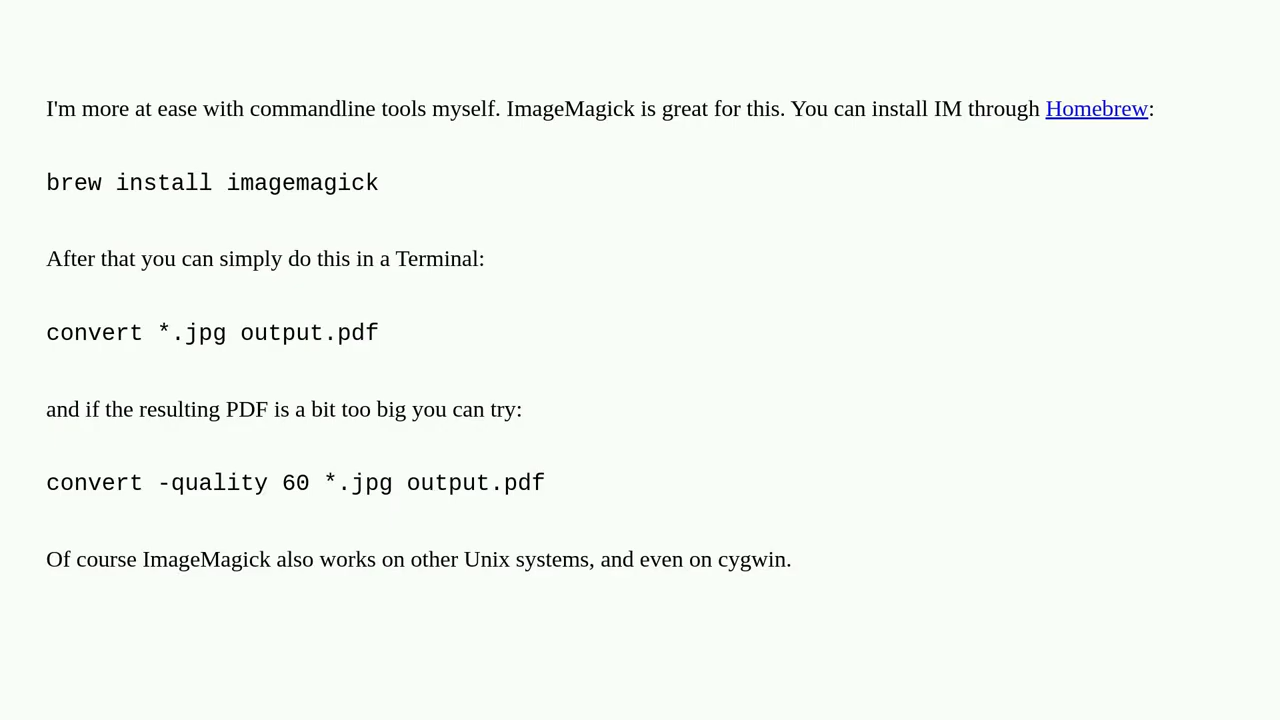 I'm more at ease with commandline tools myself. ImageMagick is great for this. You can install IM through Homebrew:
brew install imagemagick
After that you can simply do this in a Terminal:
convert *.jpg output.pdf
and if the resulting PDF is a bit too big you can try:
convert -quality 60 *.jpg output.pdf
Of course ImageMagick also works on other Unix systems, and even on cygwin.